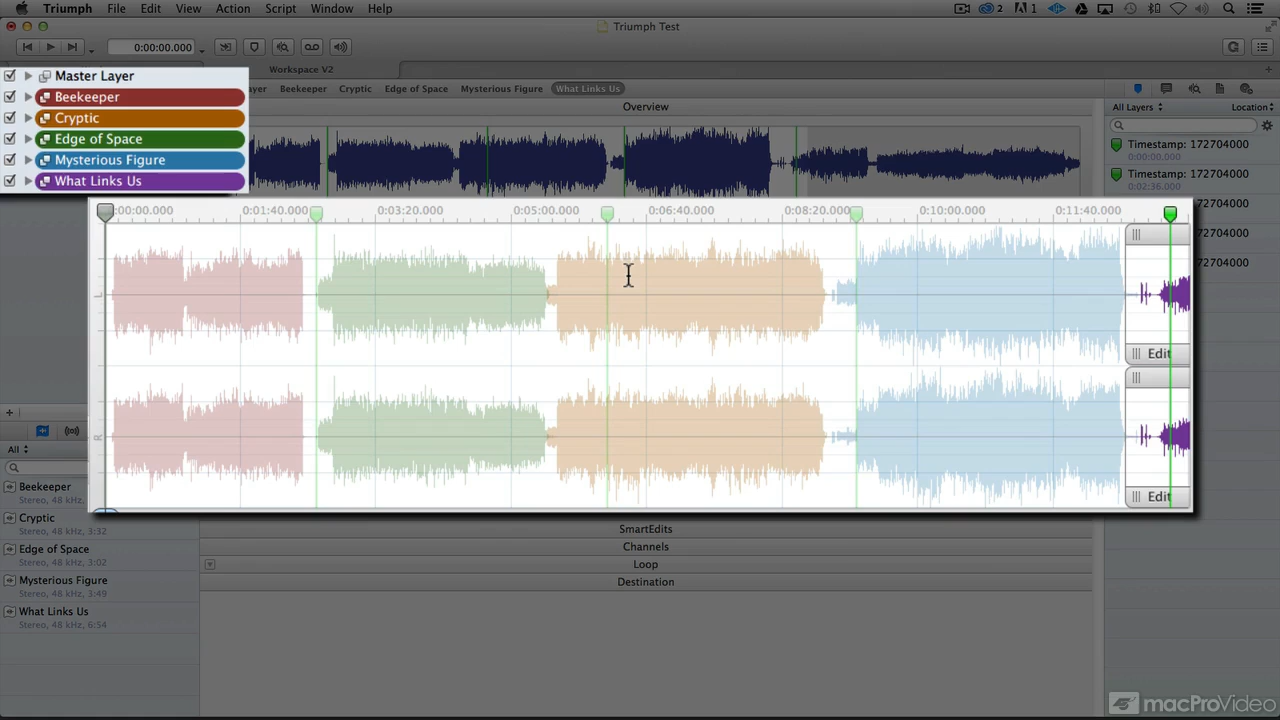 Triumph File Edit View Action Script Window Help 2 1
Triumph Test
0:00:00.000
Workspace V2
Master Layer
Beekeeper
Cryptic
Edge of Space
Mysterious Figure
What Links Us
ayer Beekeeper Cryptic Edge of Space Mysterious Figure What Links Us
Overview
All Layers Location
Timestamp: 172704000
0:00:00.000
Timestamp: 172704000
0:02:36.000
172704000
172704000
172704000
:00:00.000 0:01:40.000 0:03:20.000 0:05:00.000 0:06:40.000 0:08:20.000 0:10:00.000 0:11:40.000
L
Edit
R
Edit
All
Beekeeper
Stereo, 48 kHz,
Cryptic
Stereo, 48 kHz, 3:32
Edge of Space
Stereo, 48 kHz, 3:02
Mysterious Figure
Stereo, 48 kHz, 3:49
What Links Us
Stereo, 48 kHz, 6:54
SmartEdits
Channels
Loop
Destination
macProVideo